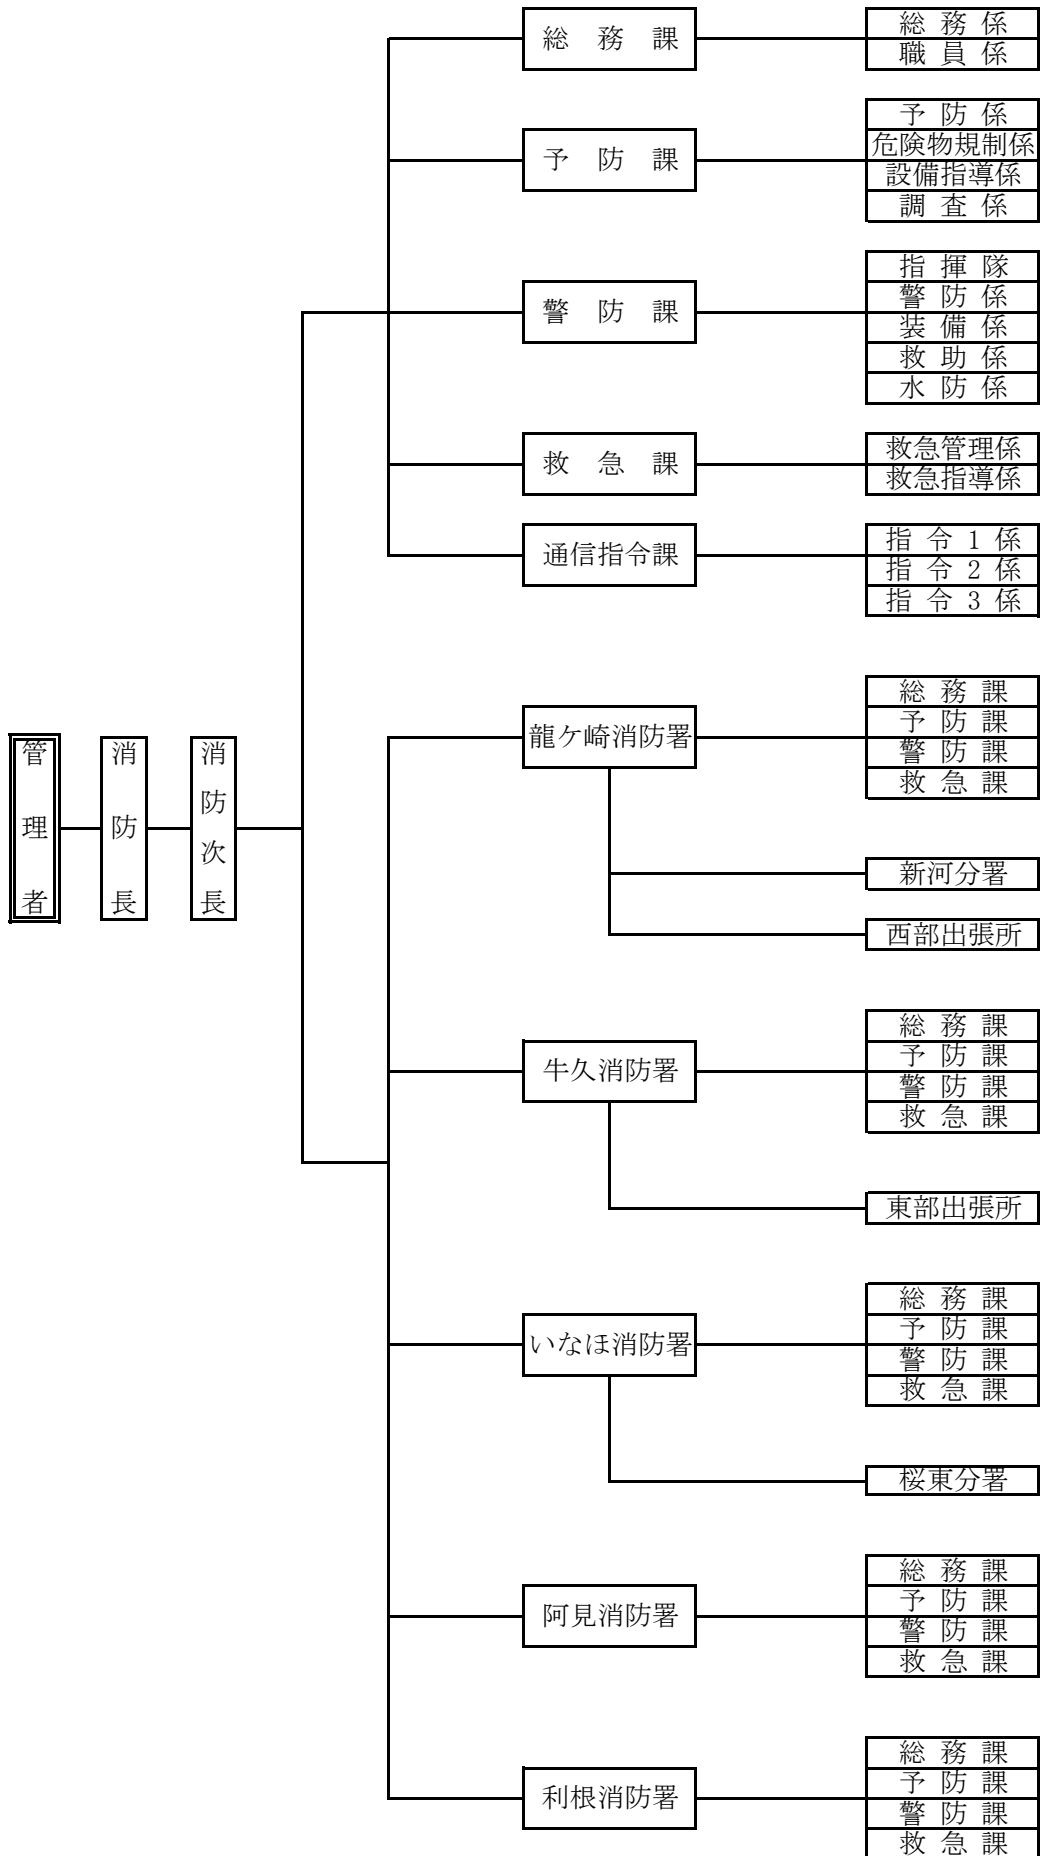 管理者
消防長
消防次長
総務課
総務係
職員係
予防課
予防係
危険物規制係
設備指導係
調査係
警防課
指揮隊
警防係
装備係
救助係
水防係
救急課
救急管理係
救急指導係
通信指令課
指令1係
指令2係
指令3係
龍ケ崎消防署
総務課
予防課
警防課
救急課
新河分署
西部出張所
牛久消防署
総務課
予防課
警防課
救急課
東部出張所
いなほ消防署
総務課
予防課
警防課
救急課
桜東分署
阿見消防署
総務課
予防課
警防課
救急課
利根消防署
総務課
予防課
警防課
救急課